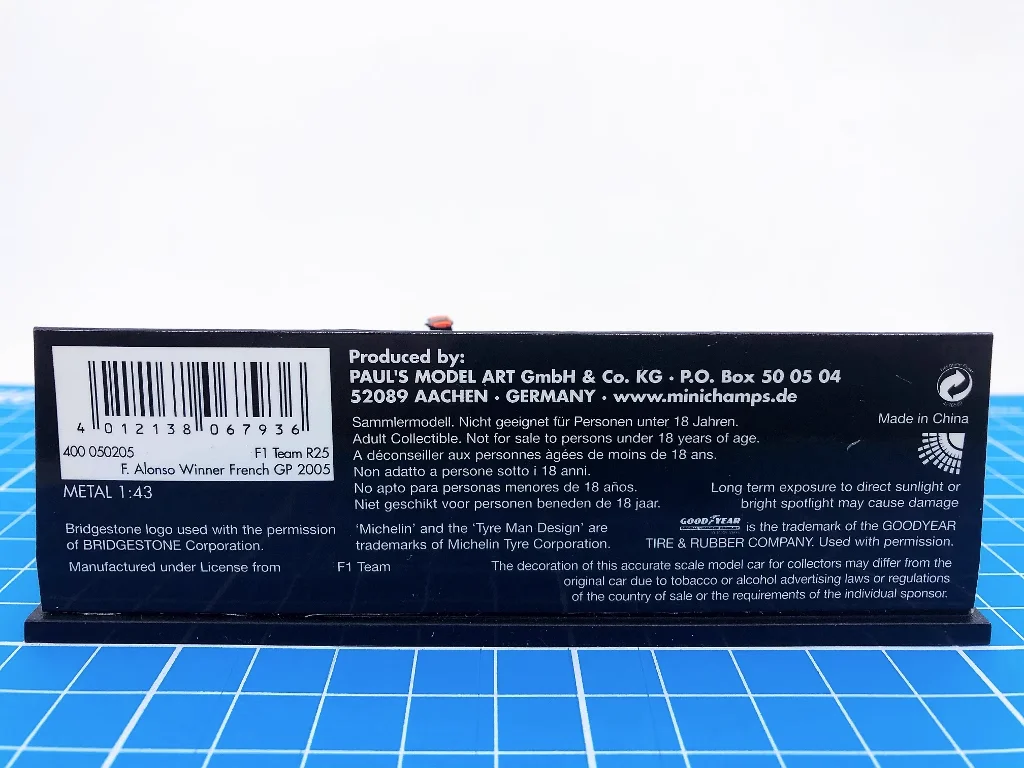 4 012138 067936
400 050205 F1 Team R25
F. Alonso Winner French GP 2005
METAL 1:43
Bridgestone logo used with the permission
of BRIDGESTONE Corporation.
Manufactured under License from F1 Team
Produced by:
PAUL'S MODEL ART GmbH & Co. KG · P.O. Box 50 05 04
52089 AACHEN · GERMANY · www.minichamps.de
Sammlermodell. Nicht geeignet für Personen unter 18 Jahren.
Adult Collectible. Not for sale to persons under 18 years of age.
A déconseiller aux personnes àgées de moins de 18 ans.
Non adatto a persone sotto i 18 anni.
No apto para personas menores de 18 años.
Niet geschikt voor personen beneden de 18 jaar.
'Michelin' and the 'Tyre Man Design' are
trademarks of Michelin Tyre Corporation.
Made in China
Long term exposure to direct sunlight or
bright spotlight may cause damage
GOODYEAR is the trademark of the GOODYEAR
TIRE & RUBBER COMPANY. Used with permission.
The decoration of this accurate scale model car for collectors may differ from the
original car due to tobacco or alcohol advertising laws or regulations
of the country of sale or the requirements of the individual sponsor.